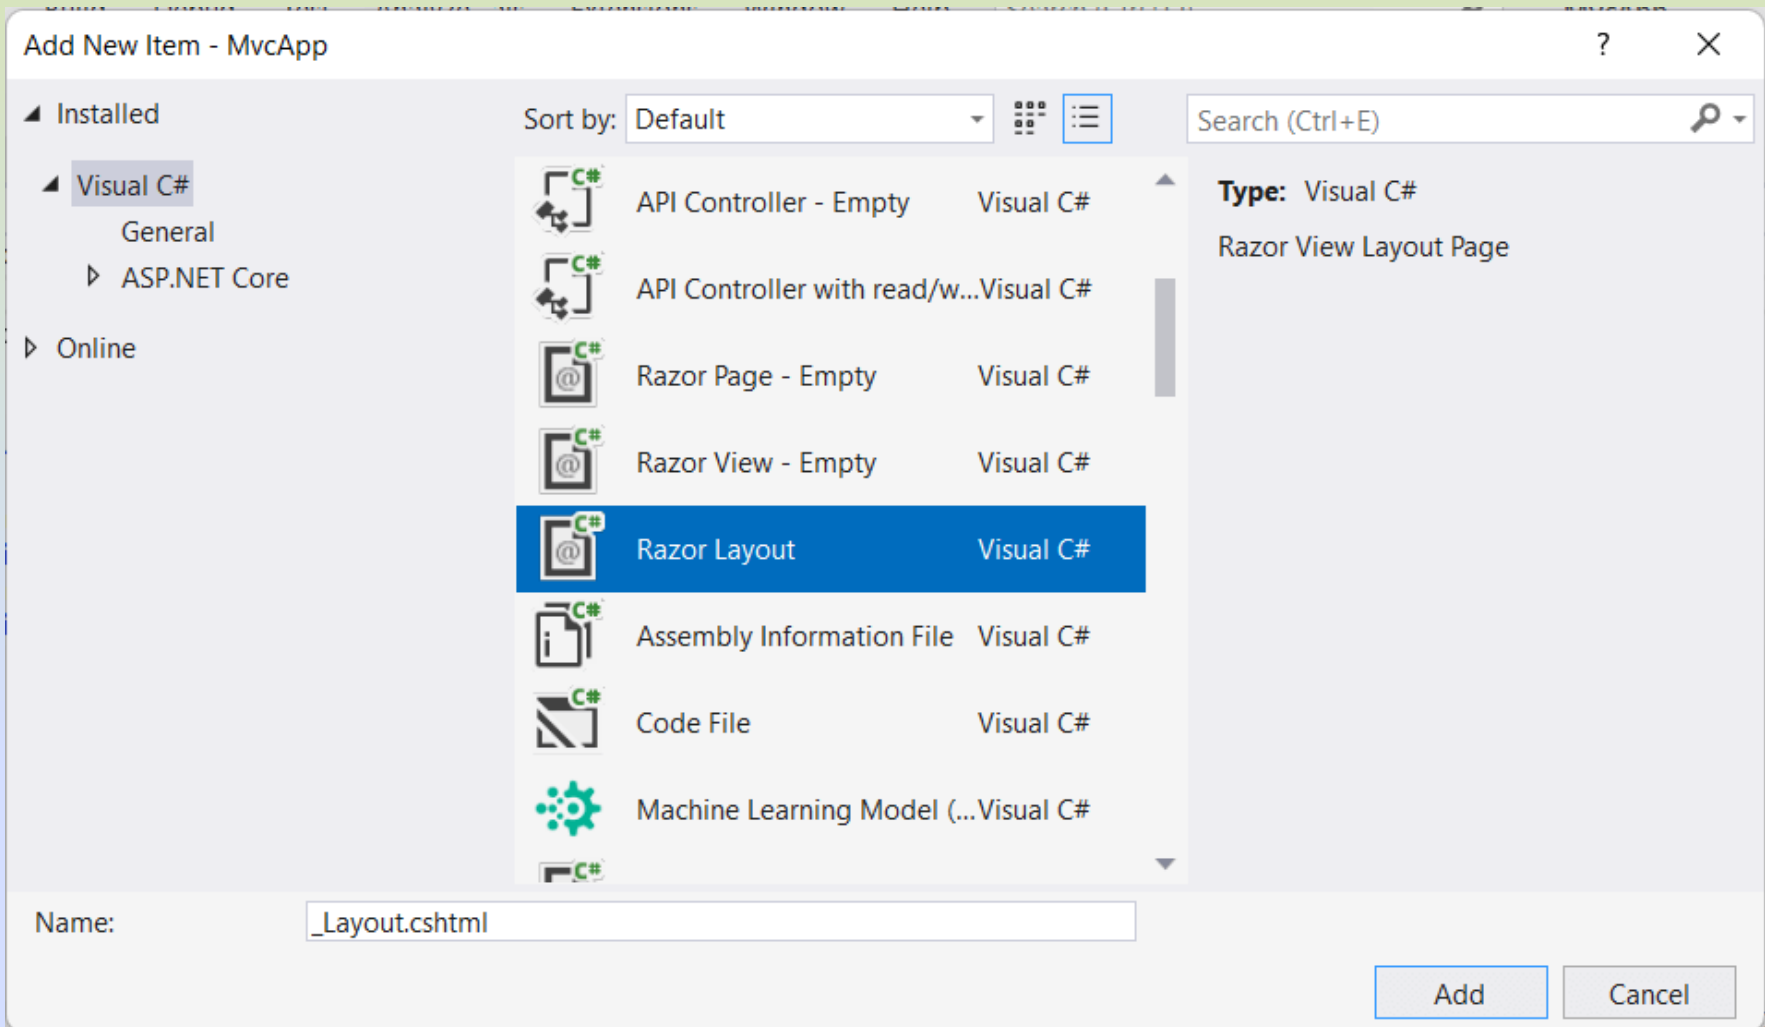 Add New Item - MvcApp
?
Installed
Visual C#
General
ASP.NET Core
Online
Sort by: Default
Search (Ctrl+E)
API Controller - Empty Visual C#
API Controller with read/w... Visual C#
Razor Page - Empty Visual C#
Razor View - Empty Visual C#
Razor Layout Visual C#
Assembly Information File Visual C#
Code File Visual C#
Machine Learning Model (... Visual C#
Type: Visual C#
Razor View Layout Page
Name: _Layout.cshtml
Add
Cancel